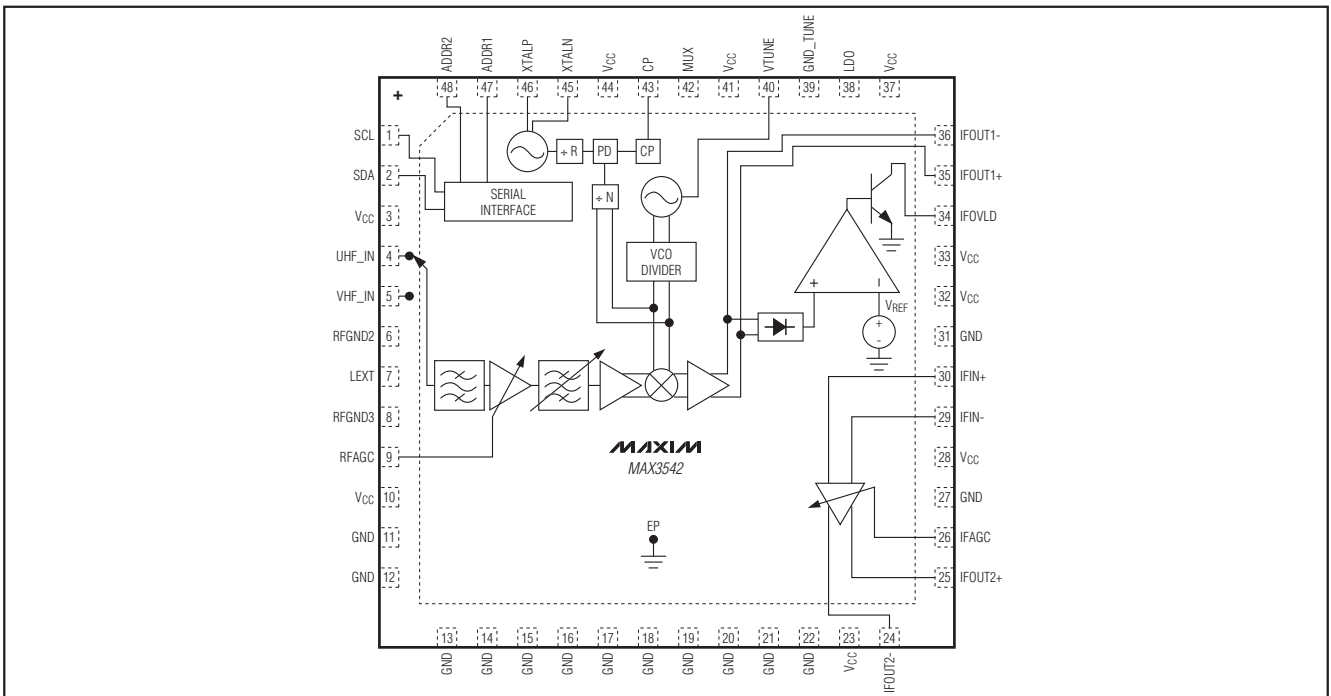 ADDR2
ADDR1
XTALP
XTALN
VCC
CP
MUX
VCC
VTUNE
GND_TUNE
LDO
VCC
48
47
46
45
44
43
42
41
40
39
38
37
+
SCL 1
SDA 2
VCC 3
UHF_IN 4
VHF_IN 5
RFGND2 6
LEXT 7
RFGND3 8
RFAGC 9
VCC 10
GND 11
GND 12
÷ R
PD
CP
SERIAL
INTERFACE
÷ N
VCO
DIVIDER
+
−
VREF
+
-
MAXIM
MAX3542
EP
36 IFOUT1-
35 IFOUT1+
34 IFOVLD
33 VCC
32 VCC
31 GND
30 IFIN+
29 IFIN-
28 VCC
27 GND
26 IFAGC
25 IFOUT2+
13
14
15
16
17
18
19
20
21
22
23
24
GND
GND
GND
GND
GND
GND
GND
GND
GND
GND
VCC
IFOUT2-